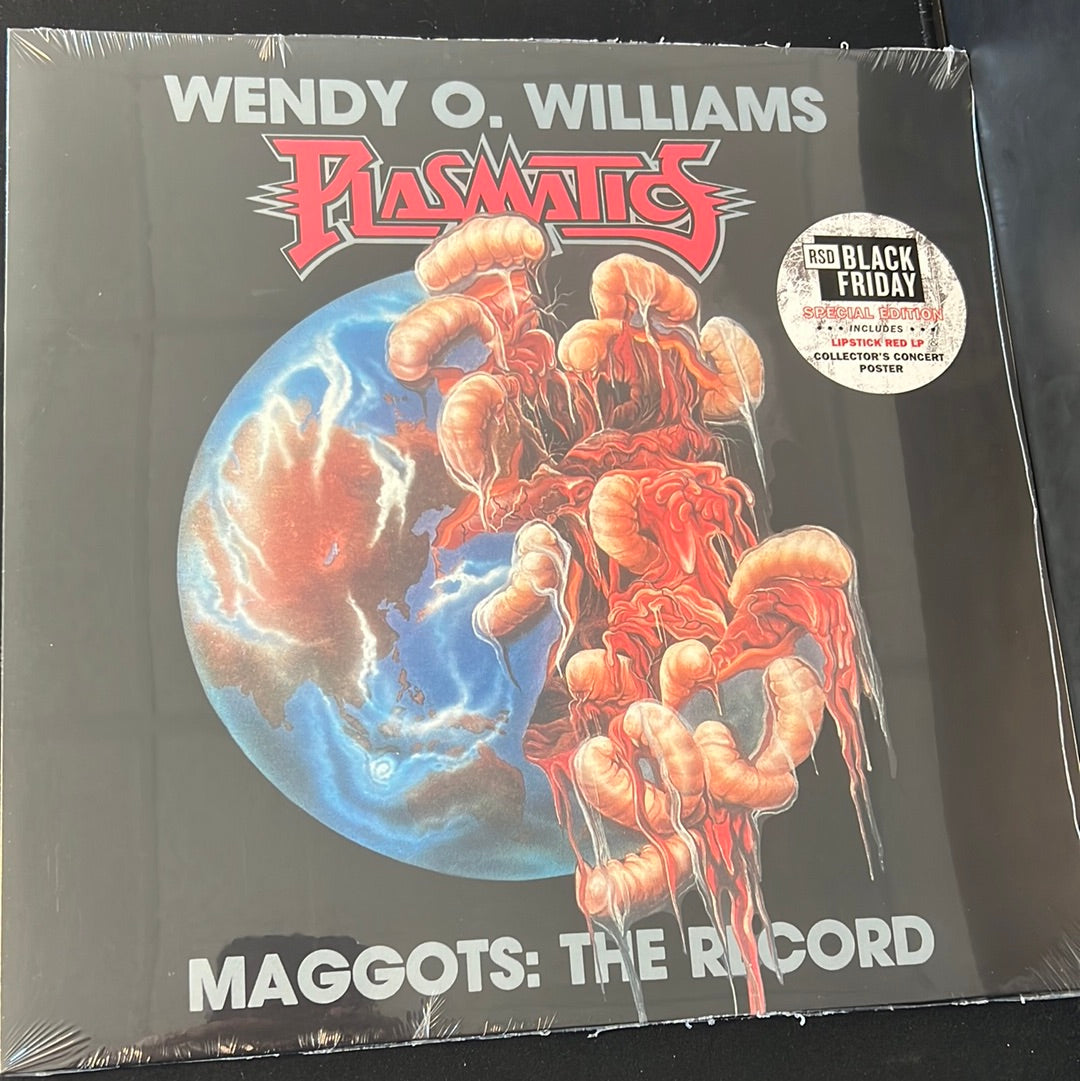 WENDY O. WILLIAMS
PLASMATICS
RSD BLACK
FRIDAY
SPECIAL EDITION
INCLUDES
LIPSTICK RED LP &
COLLECTOR'S CONCERT
POSTER
MAGGOTS: THE RECORD